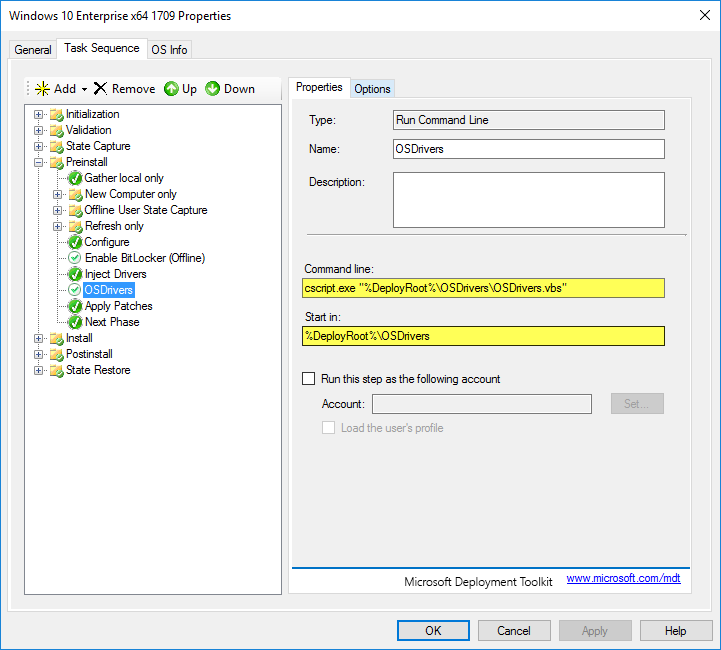 Windows 10 Enterprise x64 1709 Properties
General Task Sequence OS Info
Add Remove Up Down
Initialization
Validation
State Capture
Preinstall
Gather local only
New Computer only
Offline User State Capture
Refresh only
Configure
Enable BitLocker (Offline)
Inject Drivers
OSDrivers
Apply Patches
Next Phase
Install
Postinstall
State Restore
Properties Options
Type: Run Command Line
Name: OSDrivers
Description:
Command line:
cscript.exe "%DeployRoot%\OSDrivers\OSDrivers.vbs"
Start in:
%DeployRoot%\OSDrivers
Run this step as the following account
Account: Set...
Load the user's profile
Microsoft Deployment Toolkit www.microsoft.com/mdt
OK Cancel Apply Help